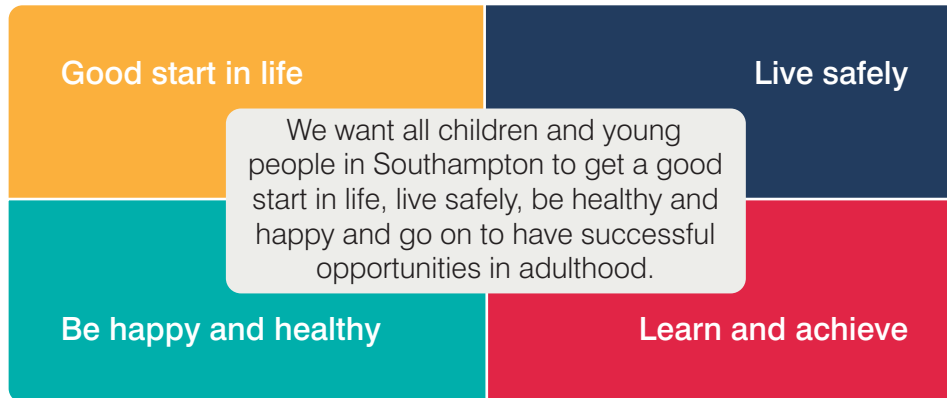 Good start in life
Live safely
We want all children and young
people in Southampton to get a good
start in life, live safely, be healthy and
happy and go on to have successful
opportunities in adulthood.
Be happy and healthy
Learn and achieve